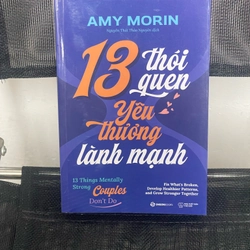 AMY MORIN
13 thói
quen
Yêu
thương
lành mạnh
13 Things Mentally
Strong Couples
Don't Do
Fix What's Broken,
Develop Healthier Patterns,
and Grow Stronger Together